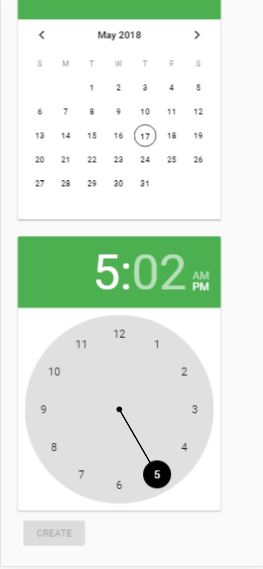 May 2018
S M T W T F S
1 2 3 4 5
6 7 8 9 10 11 12
13 14 15 16 17 18 19
20 21 22 23 24 25 26
27 28 29 30 31
5:02 AM
PM
12
11 1
10 2
9 3
8 4
7 5
6
CREATE